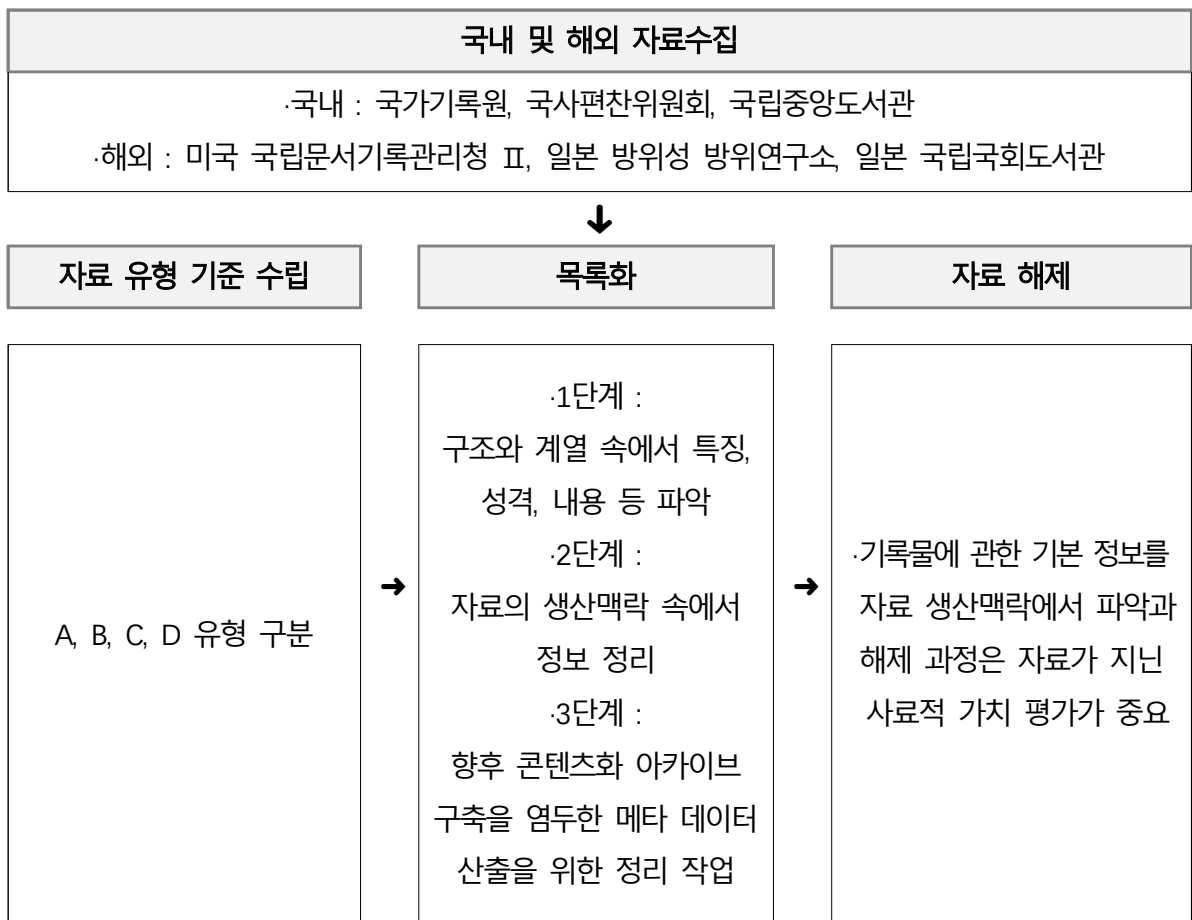 국내 및 해외 자료수집
·국내 : 국가기록원, 국사편찬위원회, 국립중앙도서관
·해외 : 미국 국립문서기록관리청 Ⅱ, 일본 방위성 방위연구소, 일본 국립국회도서관
자료 유형 기준 수립
목록화
자료 해제
A, B, C, D 유형 구분
·1단계 :
구조와 계열 속에서 특징,
성격, 내용 등 파악
·2단계 :
자료의 생산맥락 속에서
정보 정리
·3단계 :
향후 콘텐츠화 아카이브
구축을 염두한 메타 데이터
산출을 위한 정리 작업
·기록물에 관한 기본 정보를
자료 생산맥락에서 파악과
해제 과정은 자료가 지닌
사료적 가치 평가가 중요